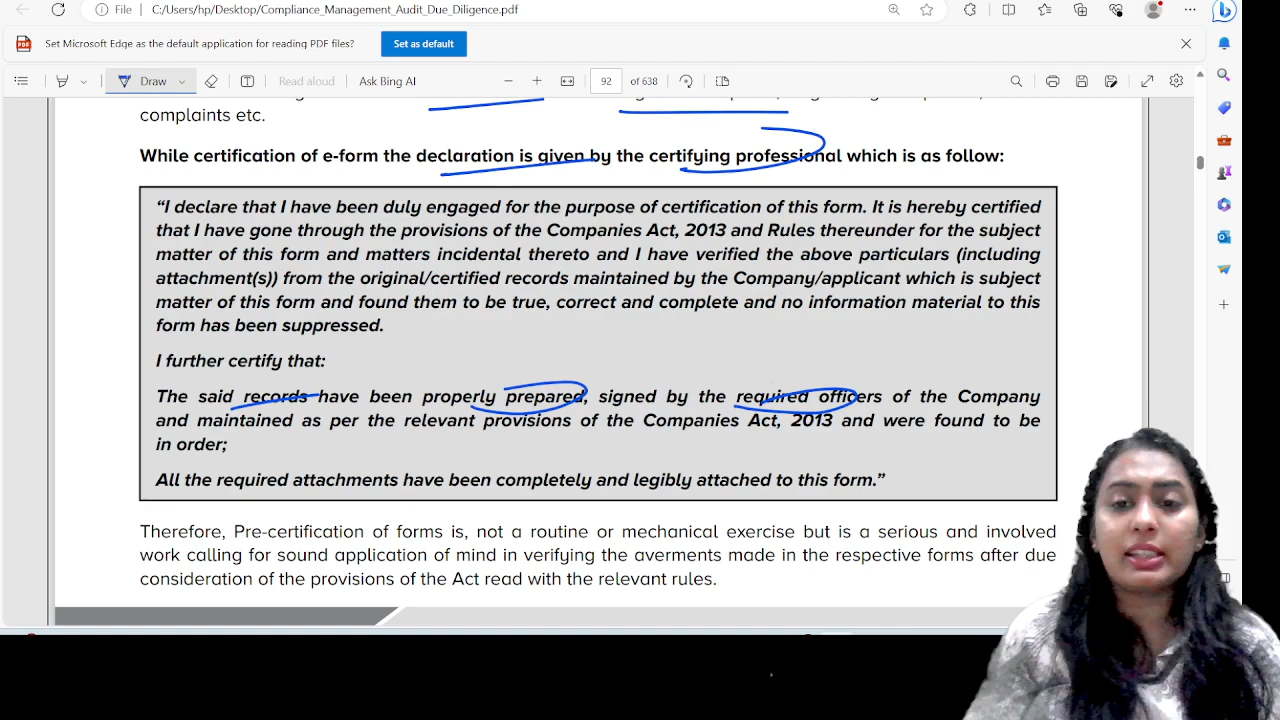 File
C:/Users/hp/Desktop/Compliance_Management_Audit_Due_Diligence.pdf
Set Microsoft Edge as the default application for reading PDF files?
Set as default
Draw
Read aloud
Ask Bing AI
92
of 638
complaints etc.
While certification of e-form the declaration is given by the certifying professional which is as follow:
“I declare that I have been duly engaged for the purpose of certification of this form. It is hereby certified
that I have gone through the provisions of the Companies Act, 2013 and Rules thereunder for the subject
matter of this form and matters incidental thereto and I have verified the above particulars (including
attachment(s)) from the original/certified records maintained by the Company/applicant which is subject
matter of this form and found them to be true, correct and complete and no information material to this
form has been suppressed.
I further certify that:
The said records have been properly prepared, signed by the required officers of the Company
and maintained as per the relevant provisions of the Companies Act, 2013 and were found to be
in order;
All the required attachments have been completely and legibly attached to this form.”
Therefore, Pre-certification of forms is, not a routine or mechanical exercise but is a serious and involved
work calling for sound application of mind in verifying the averments made in the respective forms after due
consideration of the provisions of the Act read with the relevant rules.